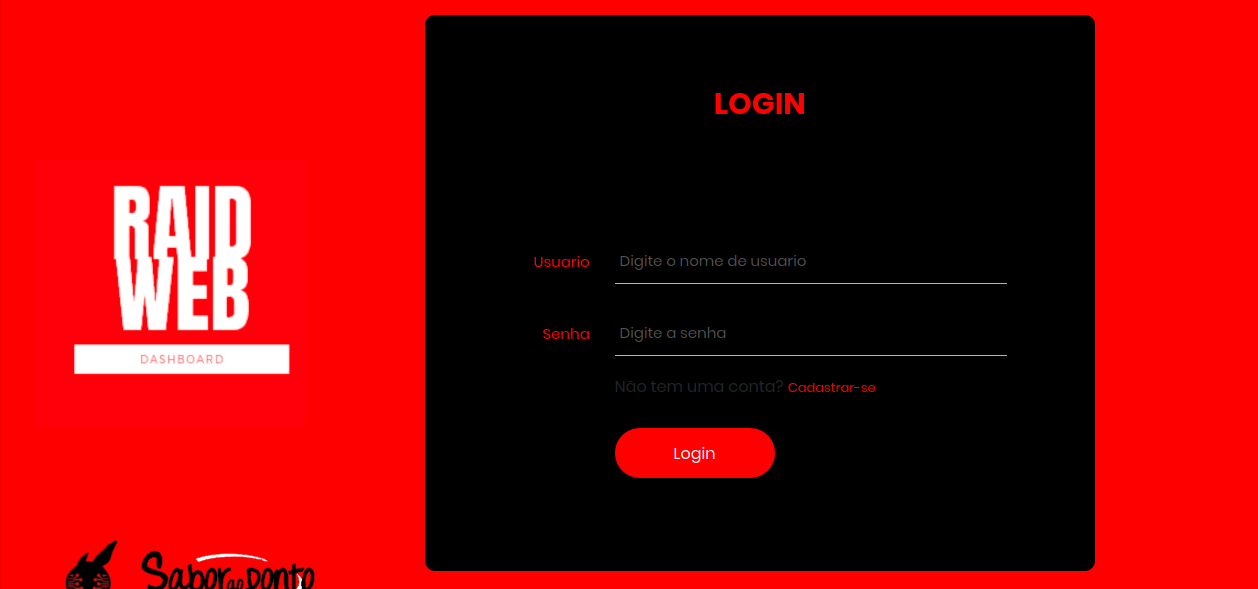 LOGIN
RAID
WEB
DASHBOARD
Usuario
Digite o nome de usuario
Senha
Digite a senha
Não tem uma conta? Cadastrar-se
Login
Sabor ao ponto